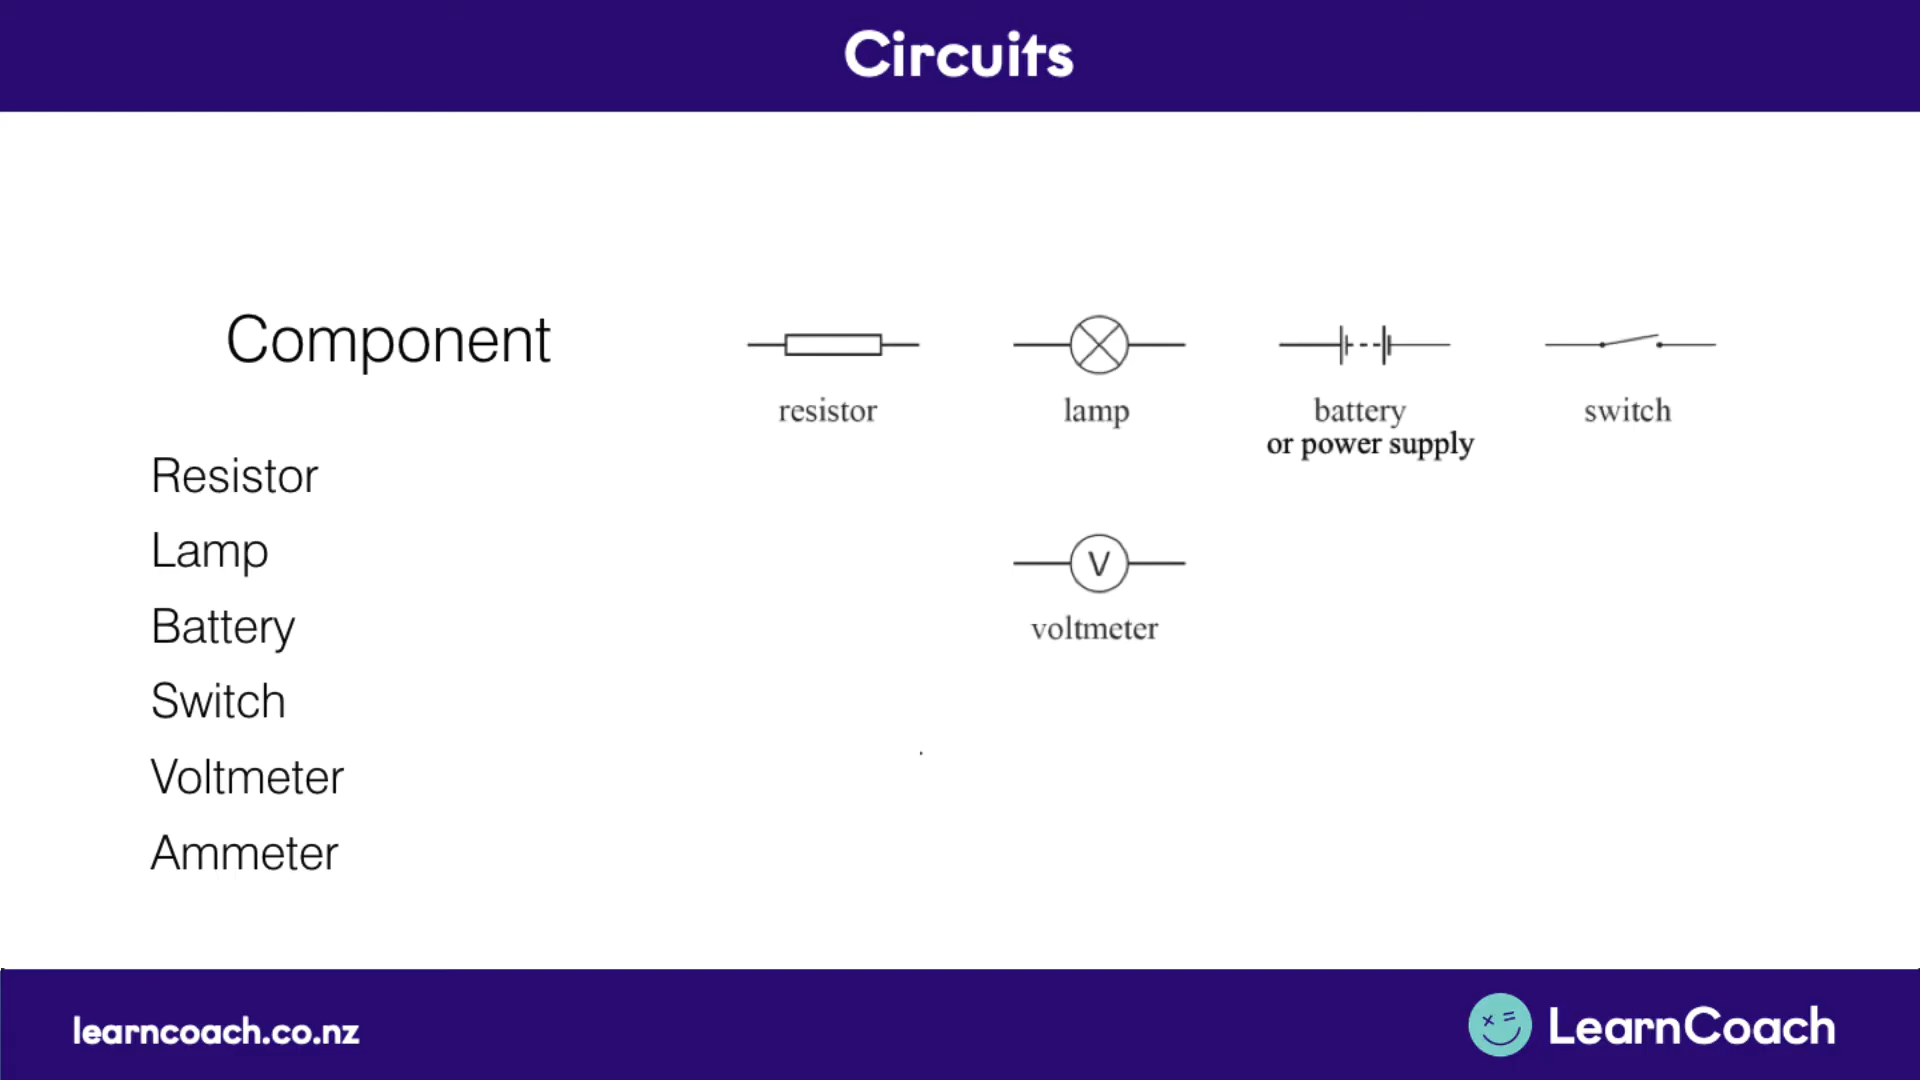 Circuits
Component
Resistor
Lamp
Battery
Switch
Voltmeter
Ammeter
resistor
lamp
battery
or power supply
switch
V
voltmeter
learncoach.co.nz
LearnCoach